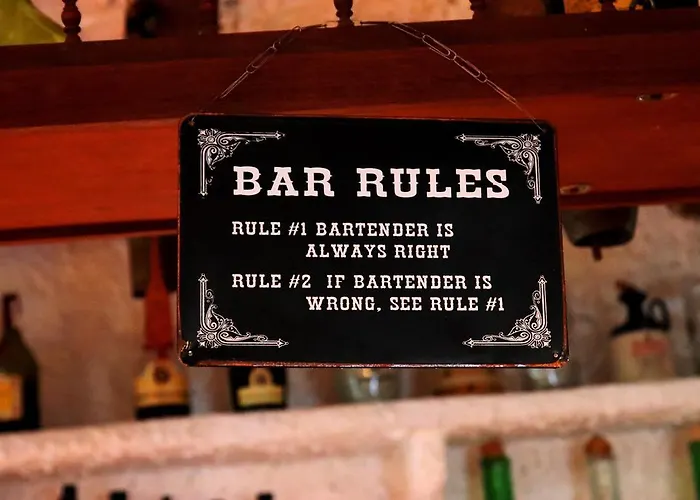 BAR RULES
RULE #1 BARTENDER IS
ALWAYS RIGHT
RULE #2 IF BARTENDER IS
WRONG, SEE RULE #1